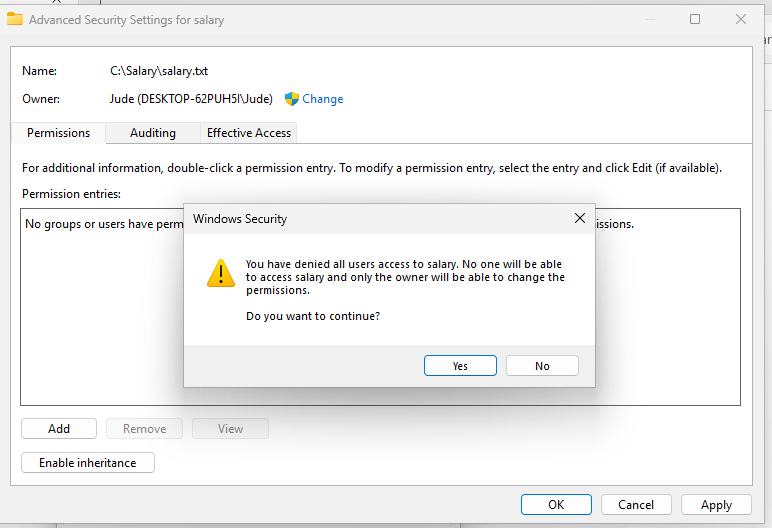 Advanced Security Settings for salary
Name: C:\Salary\salary.txt
Owner: Jude (DESKTOP-62PUH5I\Jude) Change
Permissions Auditing Effective Access
For additional information, double-click a permission entry. To modify a permission entry, select the entry and click Edit (if available).
Permission entries:
No groups or users have perm
issions.
Windows Security
You have denied all users access to salary. No one will be able
to access salary and only the owner will be able to change the
permissions.
Do you want to continue?
Yes No
Add Remove View
Enable inheritance
OK Cancel Apply